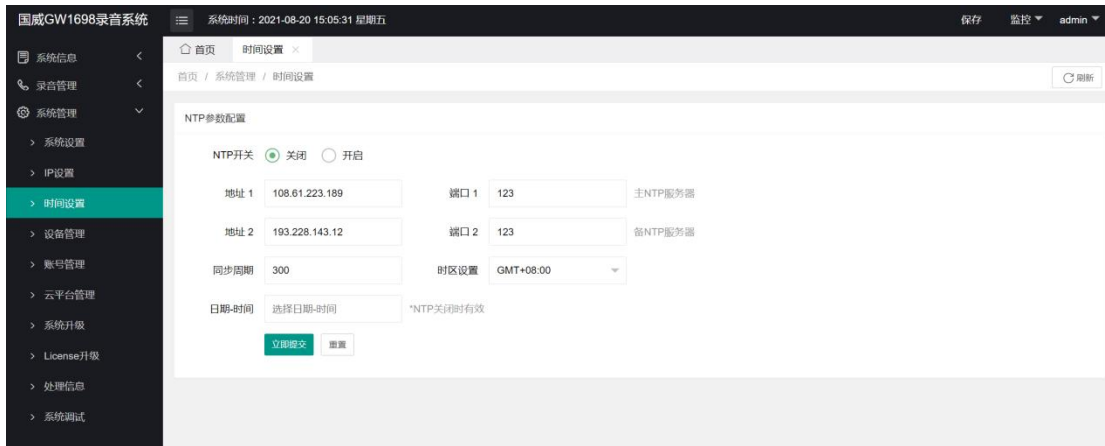 国威GW1698录音系统
系统时间：2021-08-20 15:05:31 星期五
保存
监控
admin
系统信息
录音管理
系统管理
系统设置
IP设置
时间设置
设备管理
账号管理
云平台管理
系统升级
License升级
处理信息
系统调试
首页
时间设置 ×
首页 / 系统管理 / 时间设置
刷新
NTP参数配置
NTP开关 关闭 开启
地址 1 108.61.223.189 端口 1 123 主NTP服务器
地址 2 193.228.143.12 端口 2 123 备NTP服务器
同步周期 300 时区设置 GMT+08:00
日期-时间 选择日期-时间 *NTP关闭时有效
立即提交 重置